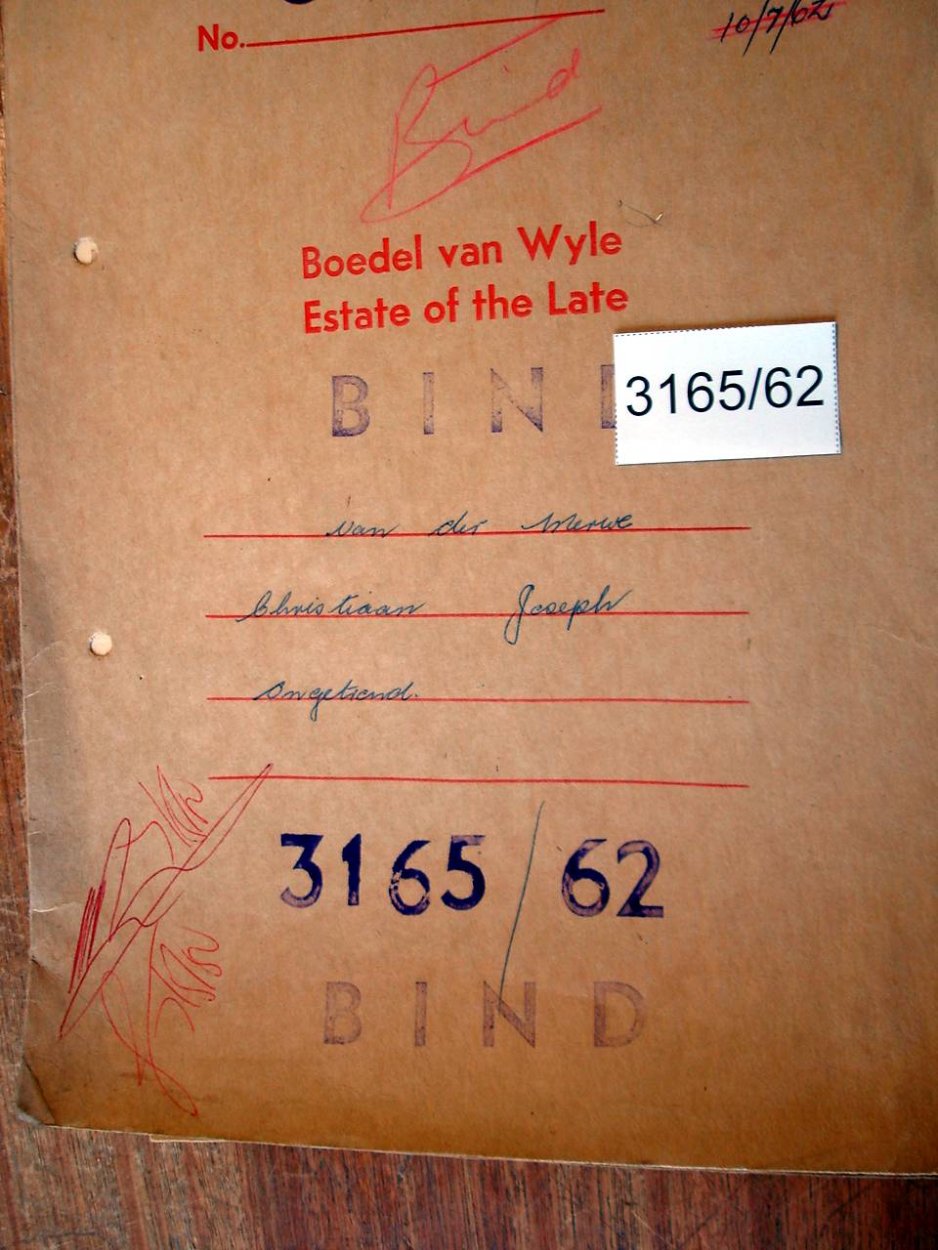 No.
10/7/62
Bind
Boedel van Wyle
Estate of the Late
BIN
3165/62
van der Merwe
Christiaan Joseph
Ongetroud.
3165/62
BIND